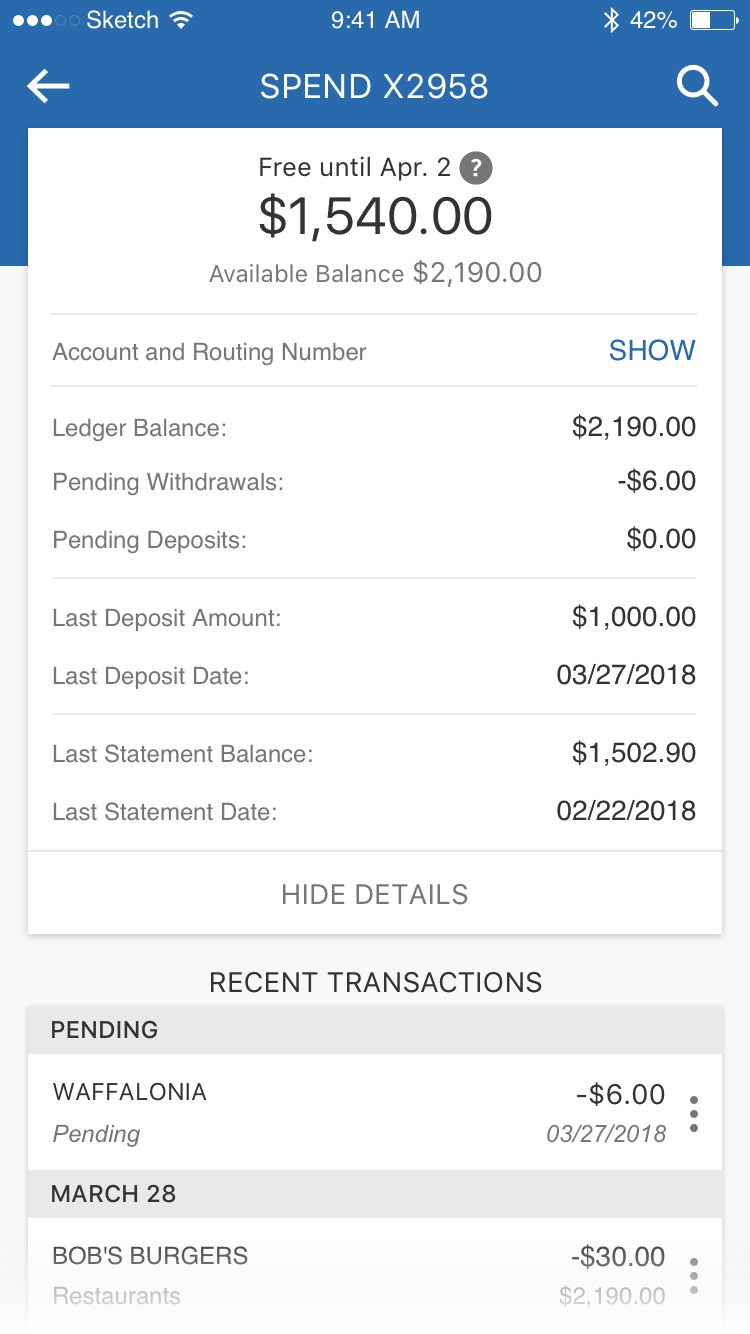 Sketch 9:41 AM 42%
SPEND X2958
Free until Apr. 2 ?
$1,540.00
Available Balance $2,190.00
Account and Routing Number SHOW
Ledger Balance: $2,190.00
Pending Withdrawals: -$6.00
Pending Deposits: $0.00
Last Deposit Amount: $1,000.00
Last Deposit Date: 03/27/2018
Last Statement Balance: $1,502.90
Last Statement Date: 02/22/2018
HIDE DETAILS
RECENT TRANSACTIONS
PENDING
WAFFALONIA -$6.00
Pending 03/27/2018
MARCH 28
BOB'S BURGERS -$30.00
Restaurants $2,190.00